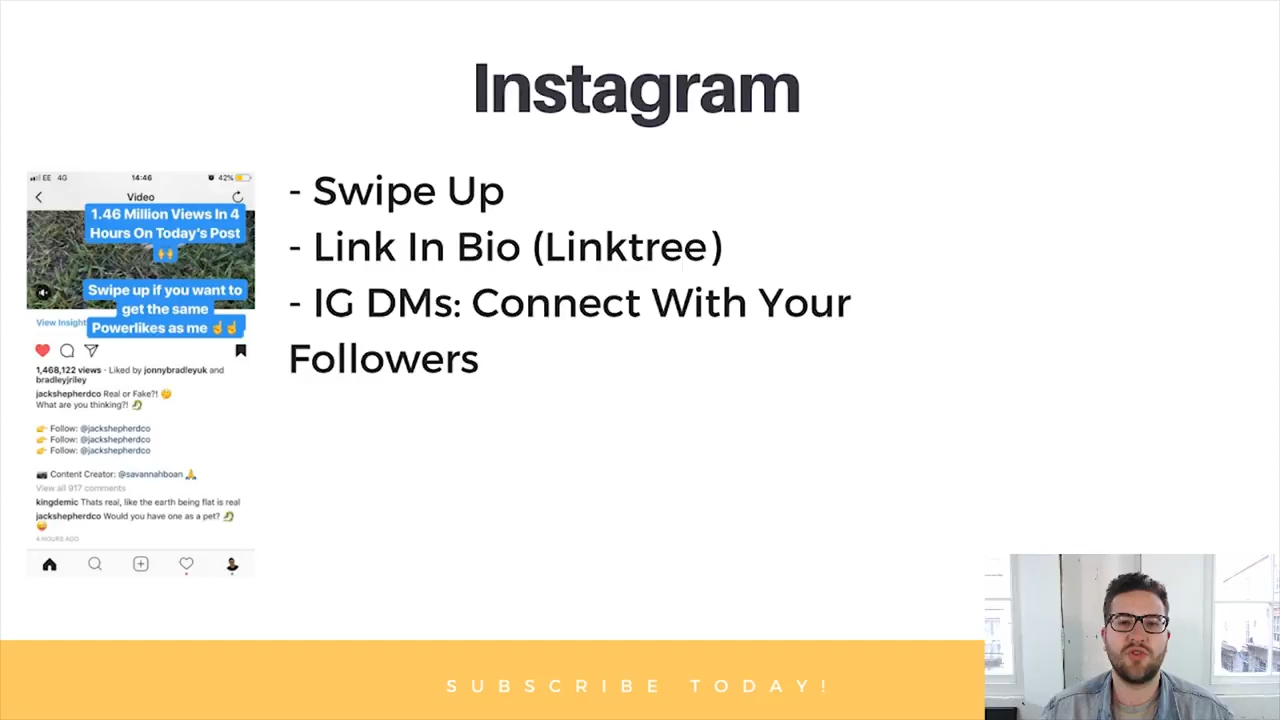 Instagram
- Swipe Up
- Link In Bio (Linktree)
- IG DMs: Connect With Your
Followers
EE 4G 14:46 42%
Video
1.46 Million Views In 4
Hours On Today's Post
🙌
Swipe up if you want to
get the same
Powerlikes as me ☝️☝️
View Insight
1,468,122 views · Liked by jonnybradleyuk and
bradleyjriley
jackshepherdco Real or Fake?! 🤔
What are you thinking?! 🐉
👉 Follow: @jackshepherdco
👉 Follow: @jackshepherdco
👉 Follow: @jackshepherdco
📷 Content Creator: @savannahboan 🙏
View all 917 comments
kingdemic Thats real, like the earth being flat is real
jackshepherdco Would you have one as a pet? 🐉
😝
4 HOURS AGO
SUBSCRIBE TODAY!